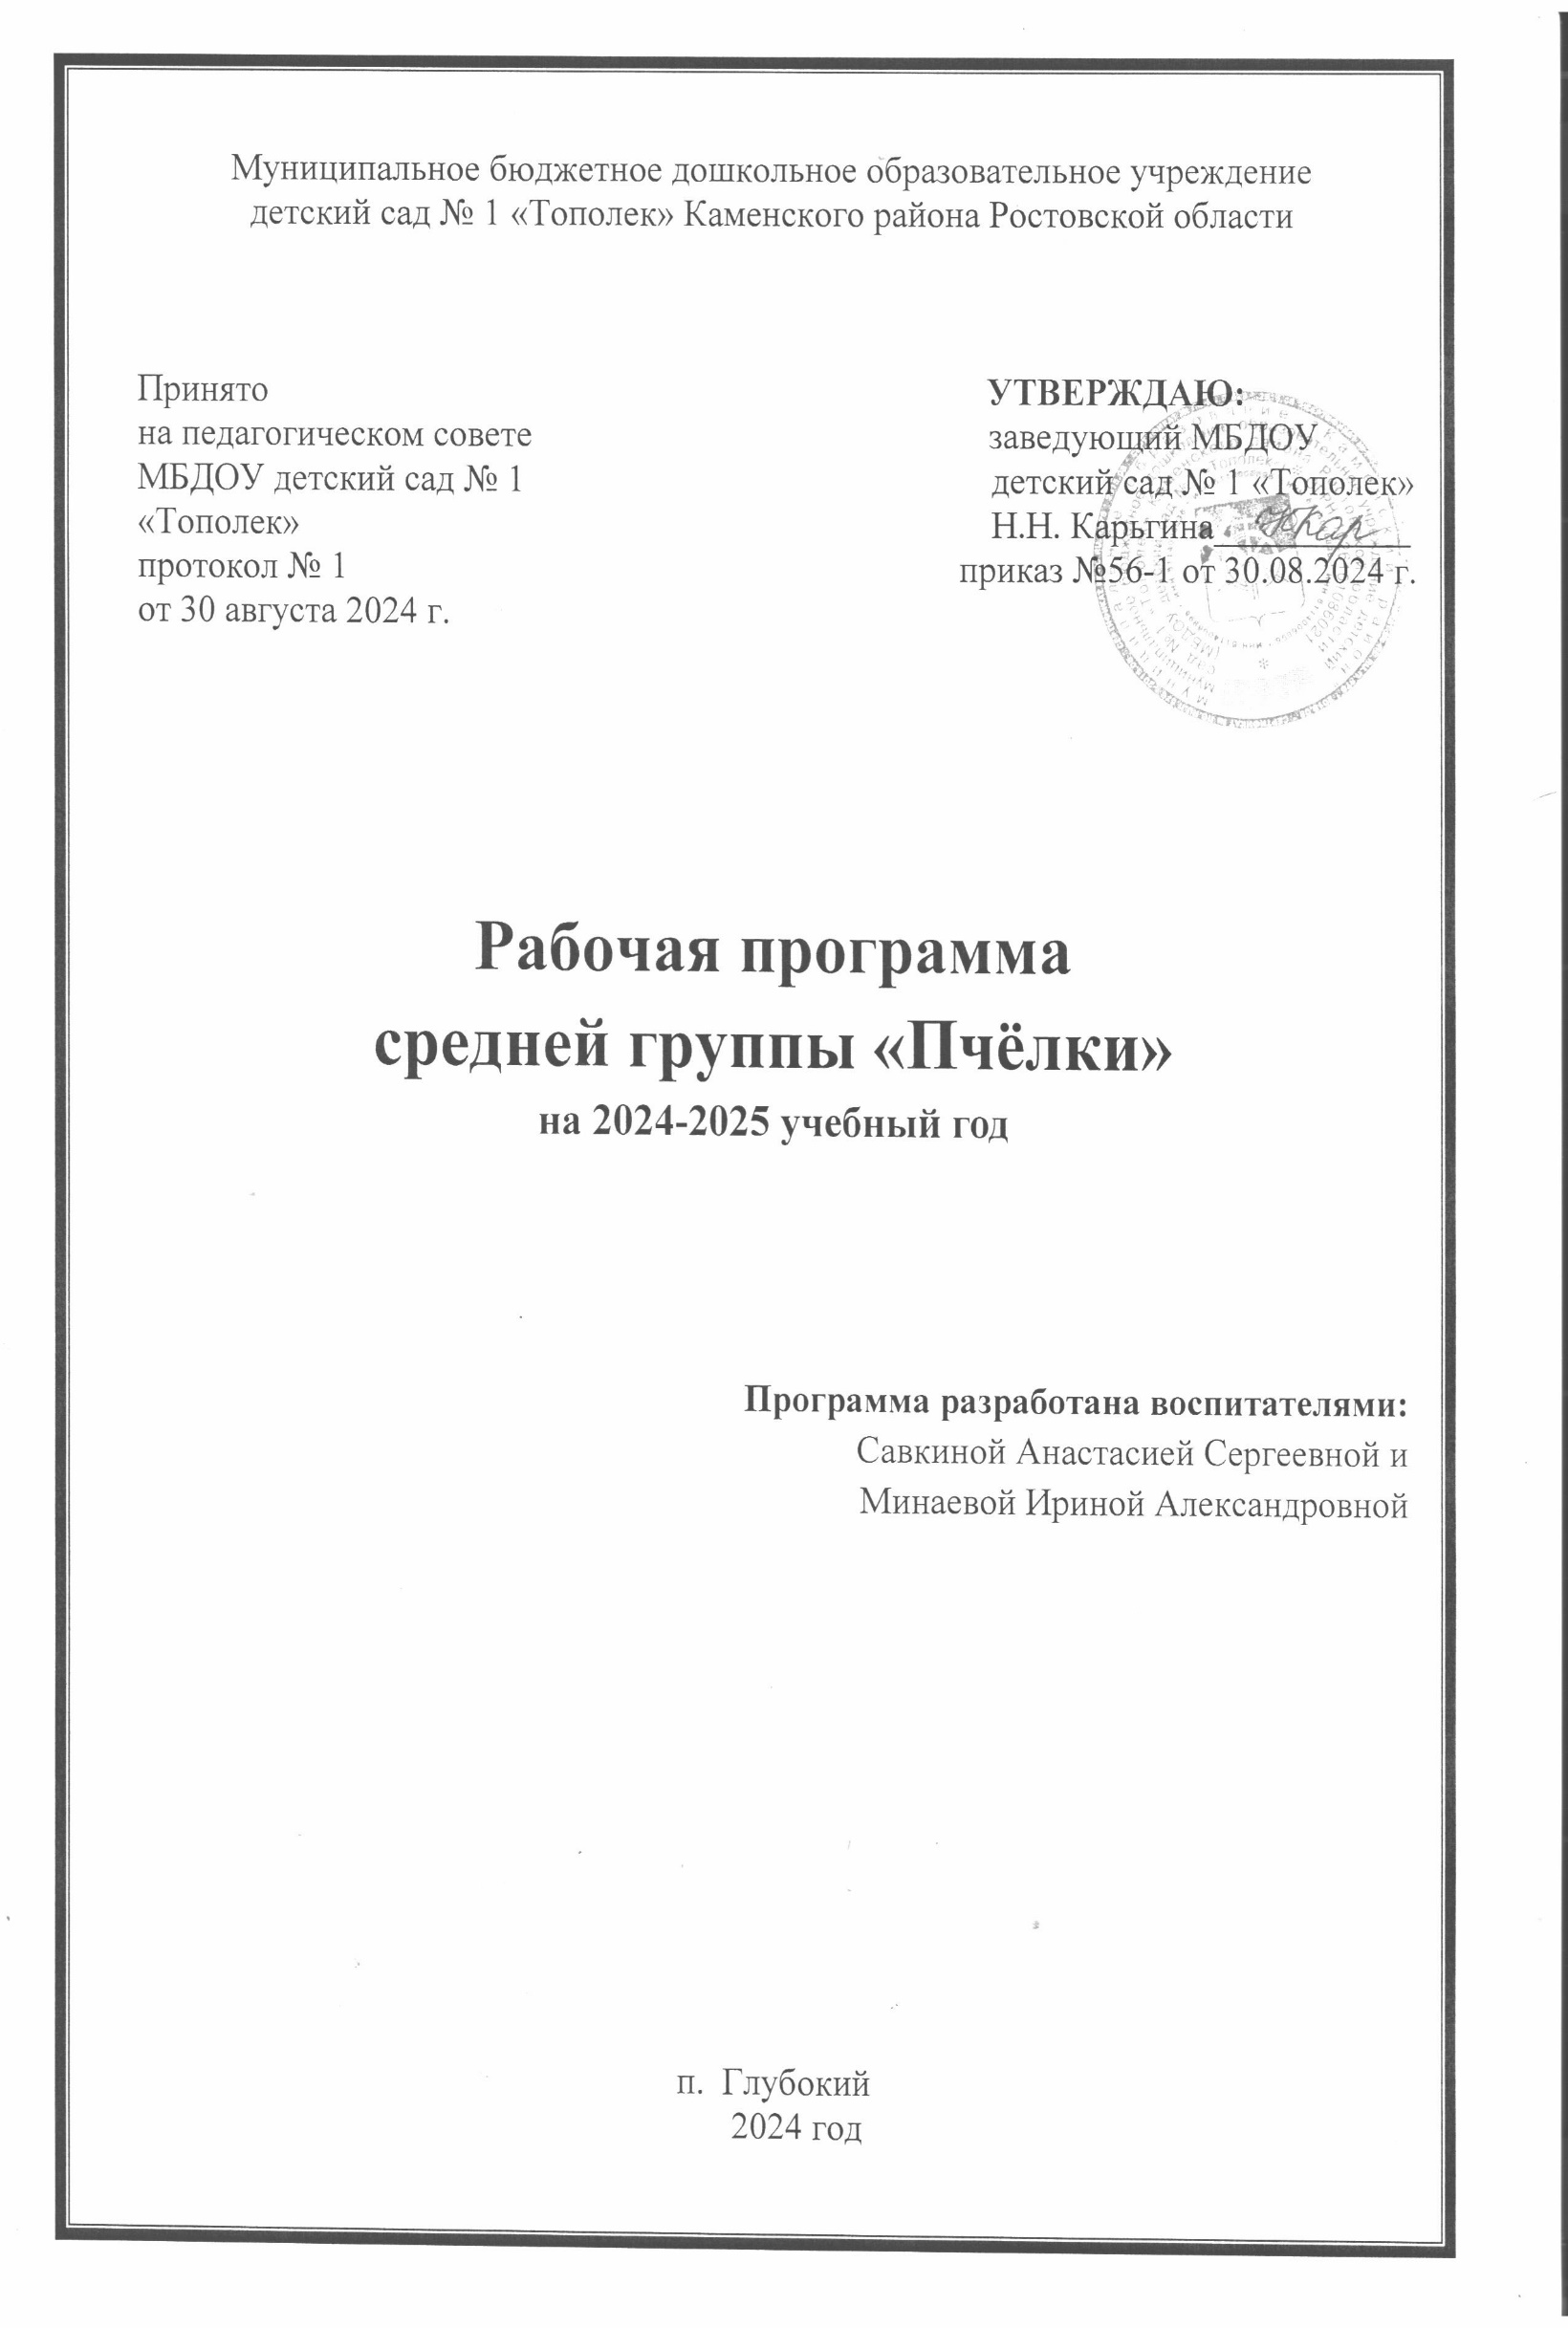 Муниципальное бюджетное дошкольное образовательное учреждение
детский сад № 1 «Тополек» Каменского района Ростовской области
Принято
на педагогическом совете
МБДОУ детский сад № 1
«Тополек»
протокол № 1
от 30 августа 2024 г.
УТВЕРЖДАЮ:
заведующий МБДОУ
детский сад № 1 «Тополек»
Н.Н. Карьгина
приказ №56-1 от 30.08.2024 г.
Рабочая программа
средней группы «Пчёлки»
на 2024-2025 учебный год
Программа разработана воспитателями:
Савкиной Анастасией Сергеевной и
Минаевой Ириной Александровной
п. Глубокий
2024 год